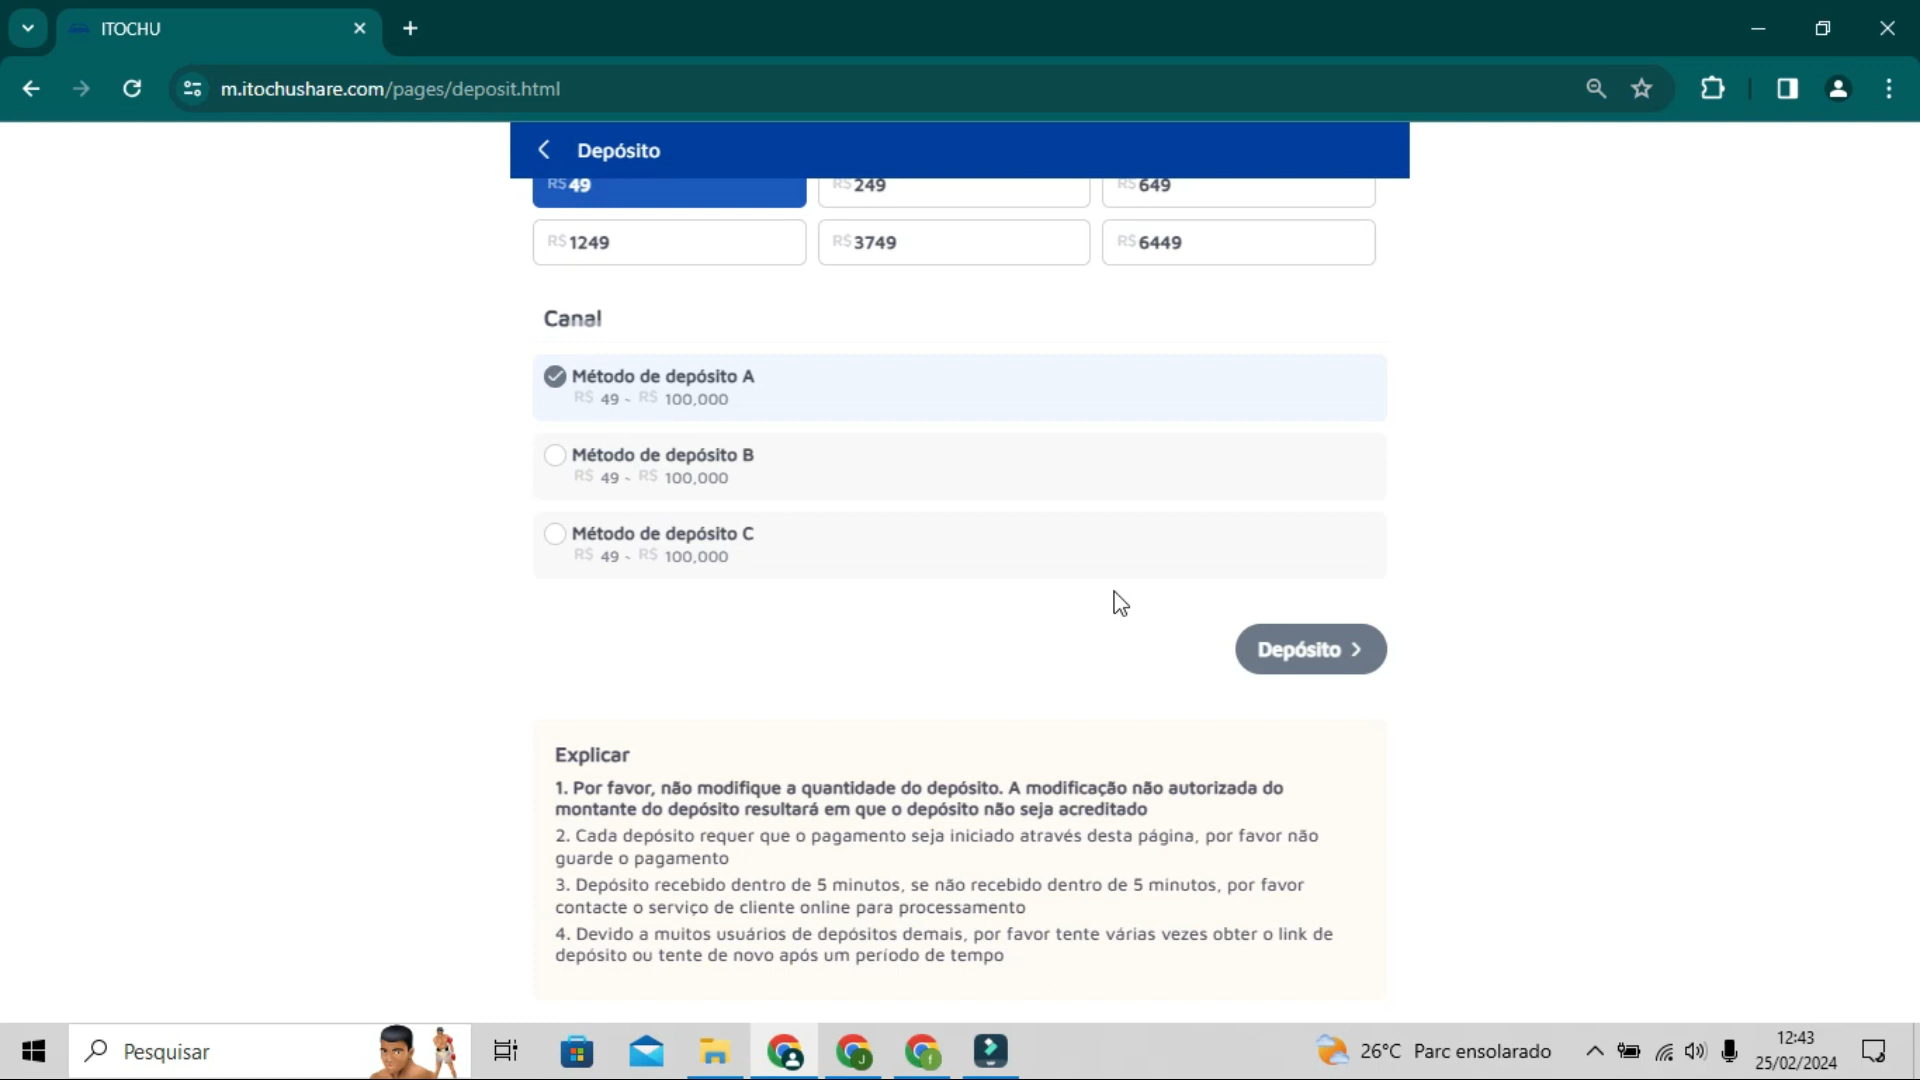 ITOCHU
m.itochushare.com/pages/deposit.html
Depósito
R$ 49
R$ 249
R$ 649
R$ 1249
R$ 3749
R$ 6449
Canal
Método de depósito A
R$ 49 ~ R$ 100,000
Método de depósito B
R$ 49 ~ R$ 100,000
Método de depósito C
R$ 49 ~ R$ 100,000
Depósito
Explicar
1. Por favor, não modifique a quantidade do depósito. A modificação não autorizada do
montante do depósito resultará em que o depósito não seja acreditado
2. Cada depósito requer que o pagamento seja iniciado através desta página, por favor não
guarde o pagamento
3. Depósito recebido dentro de 5 minutos, se não recebido dentro de 5 minutos, por favor
contacte o serviço de cliente online para processamento
4. Devido a muitos usuários de depósitos demais, por favor tente várias vezes obter o link de
depósito ou tente de novo após um período de tempo
Pesquisar
J
f
26°C Parc ensolarado
12:43
25/02/2024